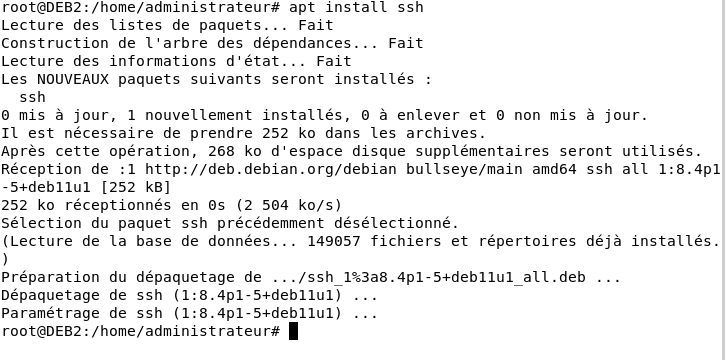 root@DEB2:/home/administrateur# apt install ssh
Lecture des listes de paquets... Fait
Construction de l'arbre des dépendances... Fait
Lecture des informations d'état... Fait
Les NOUVEAUX paquets suivants seront installés :
  ssh
0 mis à jour, 1 nouvellement installés, 0 à enlever et 0 non mis à jour.
Il est nécessaire de prendre 252 ko dans les archives.
Après cette opération, 268 ko d'espace disque supplémentaires seront utilisés.
Réception de :1 http://deb.debian.org/debian bullseye/main amd64 ssh all 1:8.4p1
-5+deb11u1 [252 kB]
252 ko réceptionnés en 0s (2 504 ko/s)
Sélection du paquet ssh précédemment désélectionné.
(Lecture de la base de données... 149057 fichiers et répertoires déjà installés.
)
Préparation du dépaquetage de .../ssh_1%3a8.4p1-5+deb11u1_all.deb ...
Dépaquetage de ssh (1:8.4p1-5+deb11u1) ...
Paramétrage de ssh (1:8.4p1-5+deb11u1) ...
root@DEB2:/home/administrateur#